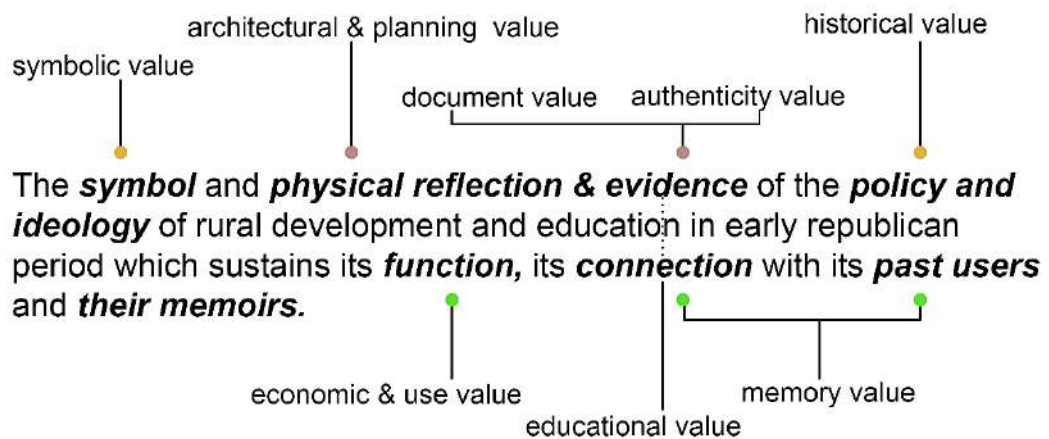 architectural & planning value
historical value
symbolic value
document value
authenticity value
The symbol and physical reflection & evidence of the policy and
ideology of rural development and education in early republican
period which sustains its function, its connection with its past users
and their memoirs.
economic & use value
memory value
educational value